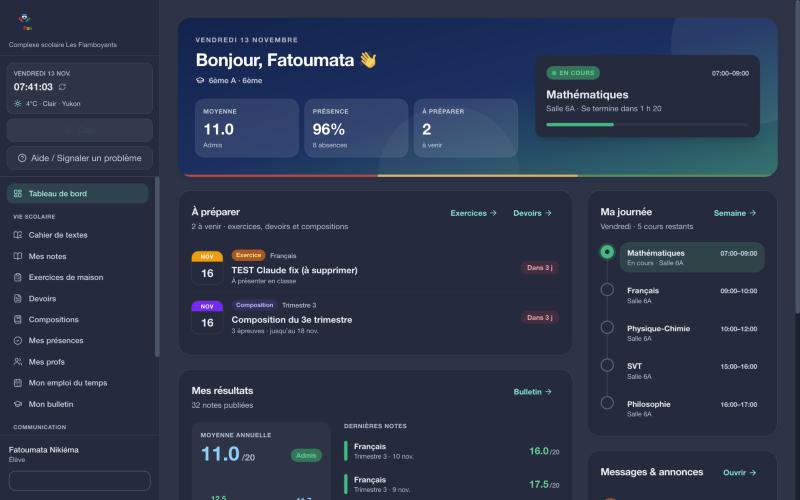 Complexe scolaire Les Flamboyants
VENDREDI 13 NOV.
07:41:03
4°C · Clair · Yukon
Aide / Signaler un problème
Tableau de bord
VIE SCOLAIRE
Cahier de textes
Mes notes
Exercices de maison
Devoirs
Compositions
Mes présences
Mes profs
Mon emploi du temps
Mon bulletin
COMMUNICATION
Fatoumata Nikiéma
Élève
VENDREDI 13 NOVEMBRE
Bonjour, Fatoumata 👋
6ème A · 6ème
MOYENNE
11.0
Admis
PRÉSENCE
96%
8 absences
À PRÉPARER
2
à venir
EN COURS
07:00–09:00
Mathématiques
Salle 6A · Se termine dans 1 h 20
À préparer
Exercices →
Devoirs →
2 à venir · exercices, devoirs et compositions
NOV
16
Exercice Français
TEST Claude fix (à supprimer)
À présenter en classe
Dans 3 j
NOV
16
Composition Trimestre 3
Composition du 3e trimestre
3 épreuves · jusqu'au 18 nov.
Dans 3 j
Mes résultats
Bulletin →
32 notes publiées
MOYENNE ANNUELLE
11.0 /20
Admis
12.5
11.7
DERNIÈRES NOTES
Français
Trimestre 3 · 10 nov.
16.0/20
Français
Trimestre 3 · 9 nov.
17.5/20
Ma journée
Semaine →
Vendredi · 5 cours restants
Mathématiques 07:00–09:00
En cours · Salle 6A
Français 09:00–10:00
Salle 6A
Physique-Chimie 10:00–12:00
Salle 6A
SVT 15:00–16:00
Salle 6A
Philosophie 16:00–17:00
Salle 6A
Messages & annonces
Ouvrir →